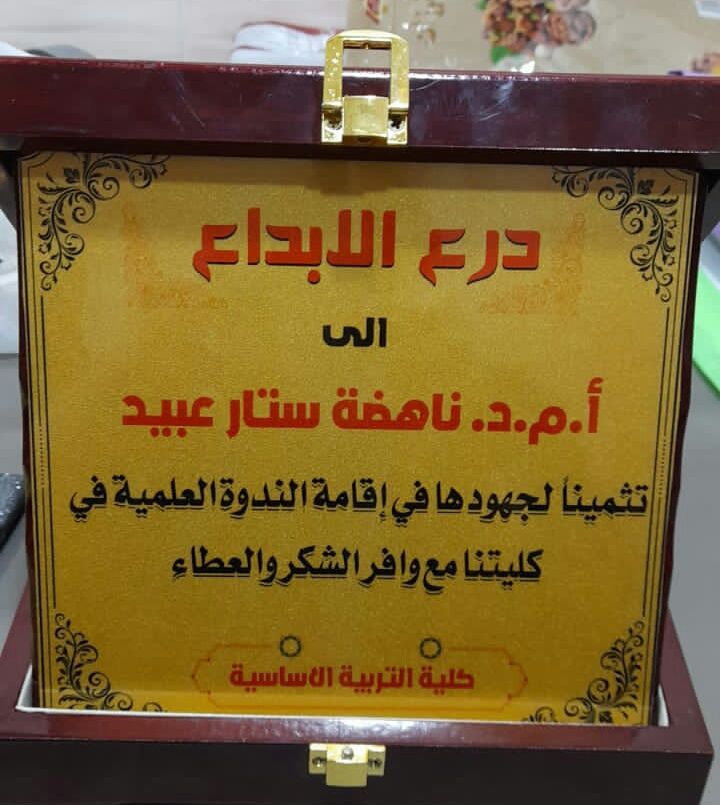 درع الابداع
الى
أ.م.د. ناهضة ستار عبيد
تثميناً لجهودها في إقامة الندوة العلمية في
كليتنا مع وافر الشكر والعطاء
كلية التربية الاساسية